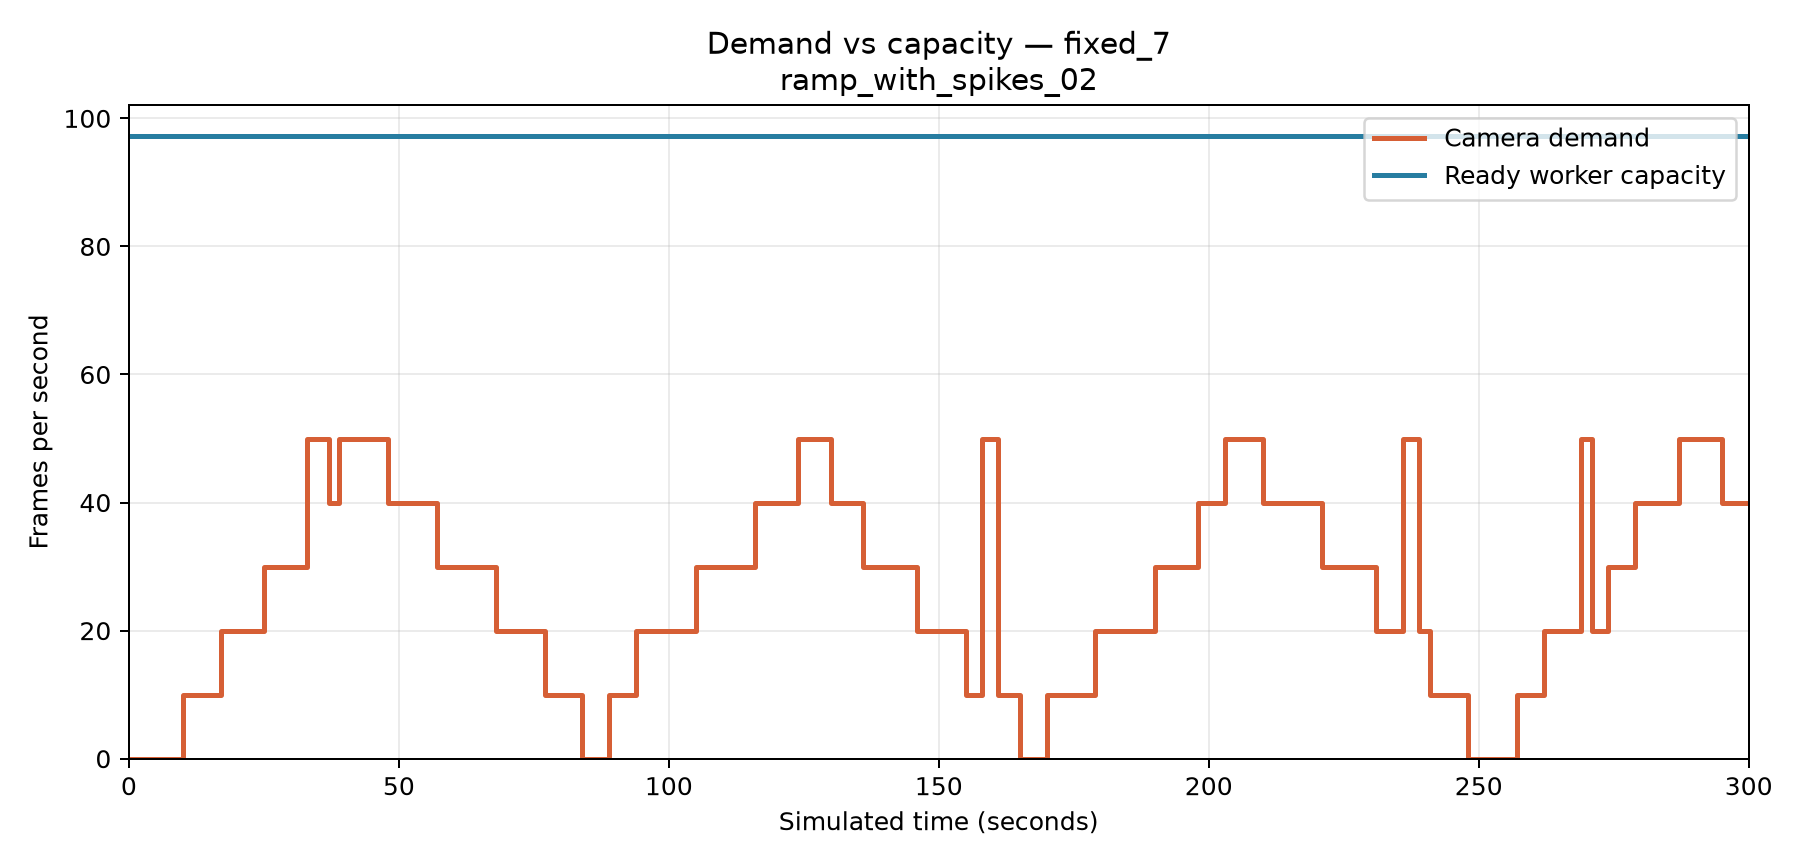 Demand vs capacity — fixed_7
ramp_with_spikes_02
Camera demand
Ready worker capacity
Frames per second
100
80
60
40
20
0
0 50 100 150 200 250 300
Simulated time (seconds)